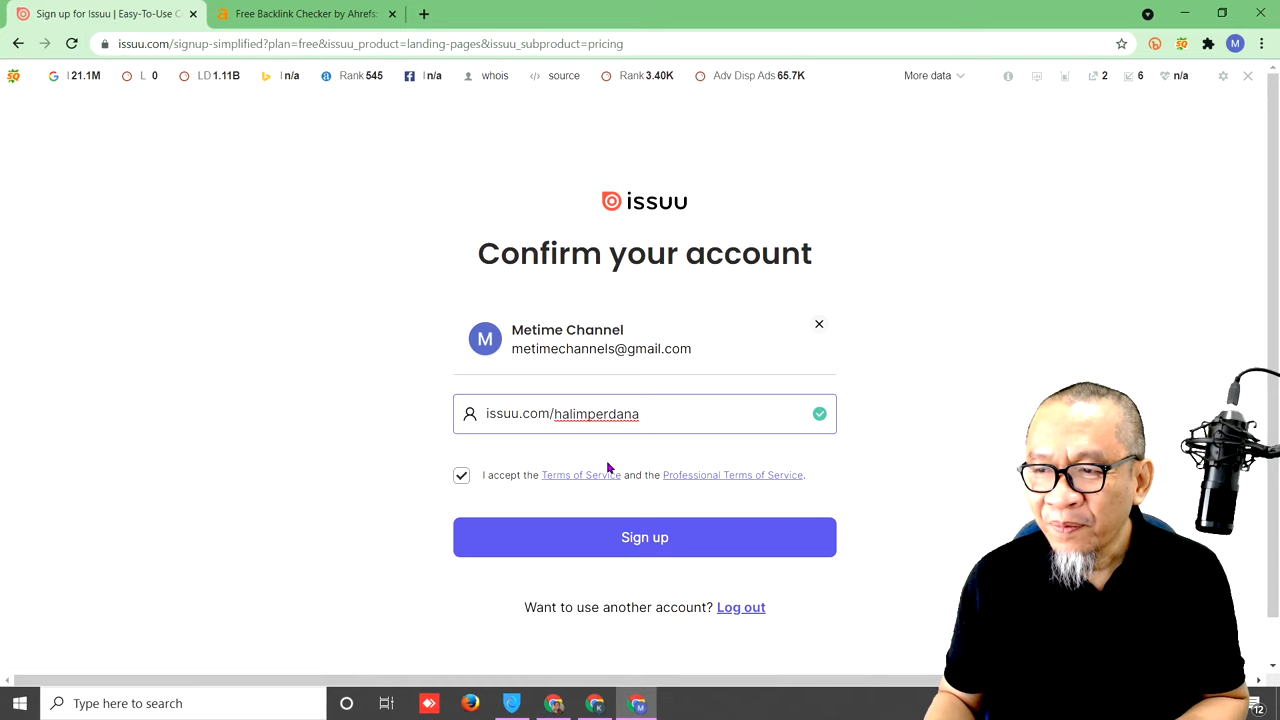 Sign up for Issuu | Easy-To-Use C
Free Backlink Checker by Ahrefs:
issuu.com/signup-simplified?plan=free&issuu_product=landing-pages&issuu_subproduct=pricing
M
I 21.1M
L 0
LD 1.11B
I n/a
Rank 545
I n/a
whois
source
Rank 3.40K
Adv Disp Ads 65.7K
More data
2
6
n/a
issuu
Confirm your account
M
Metime Channel
metimechannels@gmail.com
issuu.com/halimperdana
I accept the Terms of Service and the Professional Terms of Service.
Sign up
Want to use another account? Log out
Type here to search
K
M
12